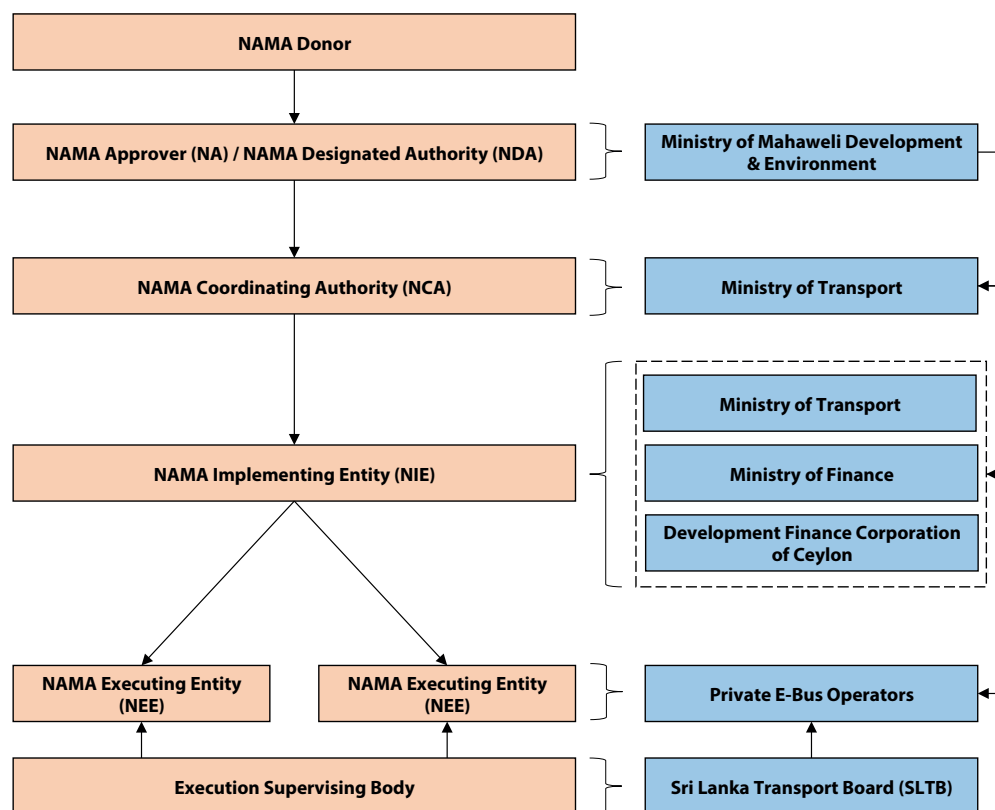 NAMA Donor
NAMA Approver (NA) / NAMA Designated Authority (NDA)
Ministry of Mahaweli Development
& Environment
NAMA Coordinating Authority (NCA)
Ministry of Transport
Ministry of Transport
NAMA Implementing Entity (NIE)
Ministry of Finance
Development Finance Corporation
of Ceylon
NAMA Executing Entity
(NEE)
NAMA Executing Entity
(NEE)
Private E-Bus Operators
Execution Supervising Body
Sri Lanka Transport Board (SLTB)